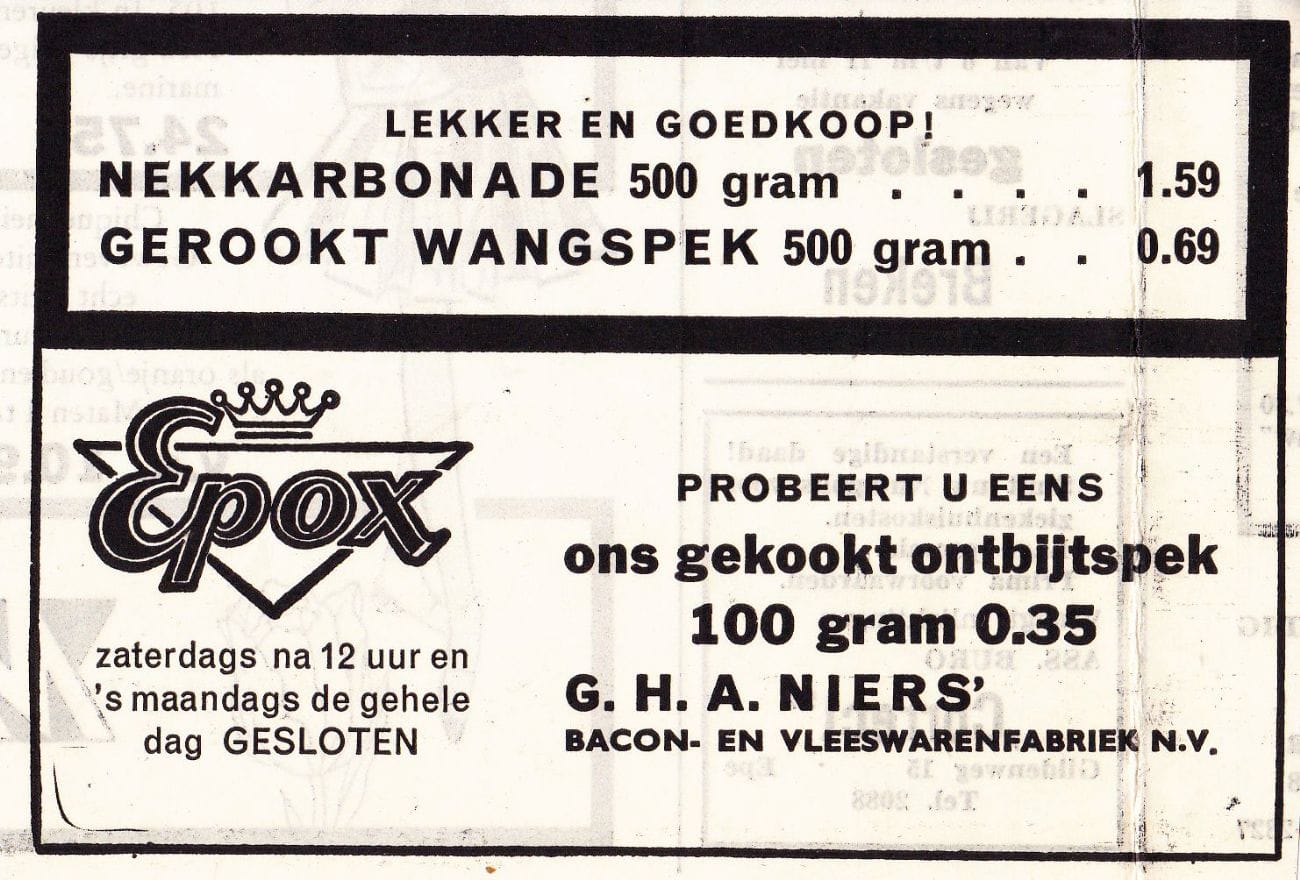 LEKKER EN GOEDKOOP!
NEKKARBONADE 500 gram . . . . 1.59
GEROOKT WANGSPEK 500 gram . . 0.69
Epox
zaterdags na 12 uur en
's maandags de gehele
dag GESLOTEN
PROBEERT U EENS
ons gekookt ontbijtspek
100 gram 0.35
G. H. A. NIERS'
BACON- EN VLEESWARENFABRIEK N.V.